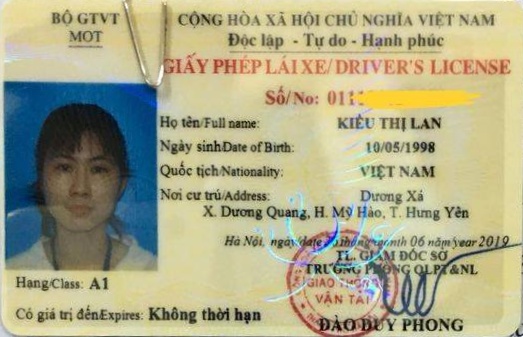 BỘ GTVT
MOT
CỘNG HÒA XÃ HỘI CHỦ NGHĨA VIỆT NAM
Độc lập - Tự do - Hạnh phúc
GIẤY PHÉP LÁI XE/DRIVER'S LICENSE
Số/No: 011
Họ tên/Full name: KIỀU THỊ LAN
Ngày sinh/Date of Birth: 10/05/1998
Quốc tịch/Nationality: VIỆT NAM
Nơi cư trú/Address: Dương Xá
X. Dương Quang, H. Mỹ Hào, T. Hưng Yên
Hà Nội, ngày/date tháng/month 06 năm/year 2019
TL. GIÁM ĐỐC SỞ
TRƯỞNG PHÒNG QLPT&NL
GIAO THÔNG
VẬN TẢI
Hạng/Class: A1
Có giá trị đến/Expires: Không thời hạn
ĐÀO DUY PHONG